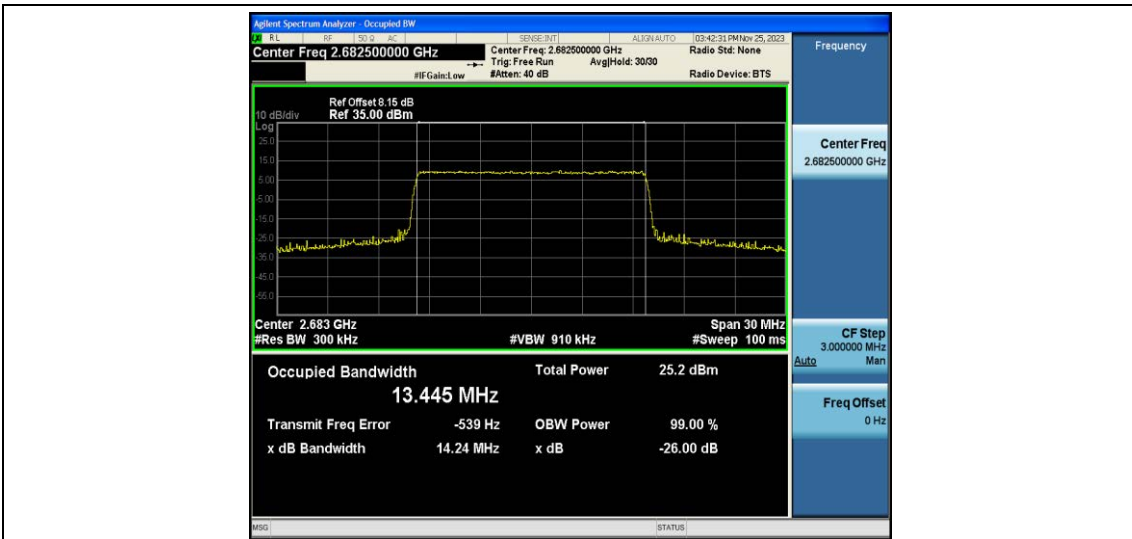 Agilent Spectrum Analyzer - Occupied BW
RL RF 50 Ω AC SENSE:INT ALIGN AUTO 03:42:31 PM Nov 25, 2023
Center Freq 2.682500000 GHz
Center Freq: 2.682500000 GHz
Radio Std: None
Trig: Free Run
Avg|Hold: 30/30
#IFGain:Low
#Atten: 40 dB
Radio Device: BTS
Frequency
Ref Offset 8.15 dB
10 dB/div
Ref 35.00 dBm
Log
25.0
15.0
5.00
-5.00
-15.0
-25.0
-35.0
-45.0
-55.0
Center 2.683 GHz
Span 30 MHz
#Res BW 300 kHz
#VBW 910 kHz
#Sweep 100 ms
Center Freq
2.682500000 GHz
CF Step
3.000000 MHz
Auto Man
Freq Offset
0 Hz
Occupied Bandwidth
Total Power 25.2 dBm
13.445 MHz
Transmit Freq Error -539 Hz OBW Power 99.00 %
x dB Bandwidth 14.24 MHz x dB -26.00 dB
MSG STATUS